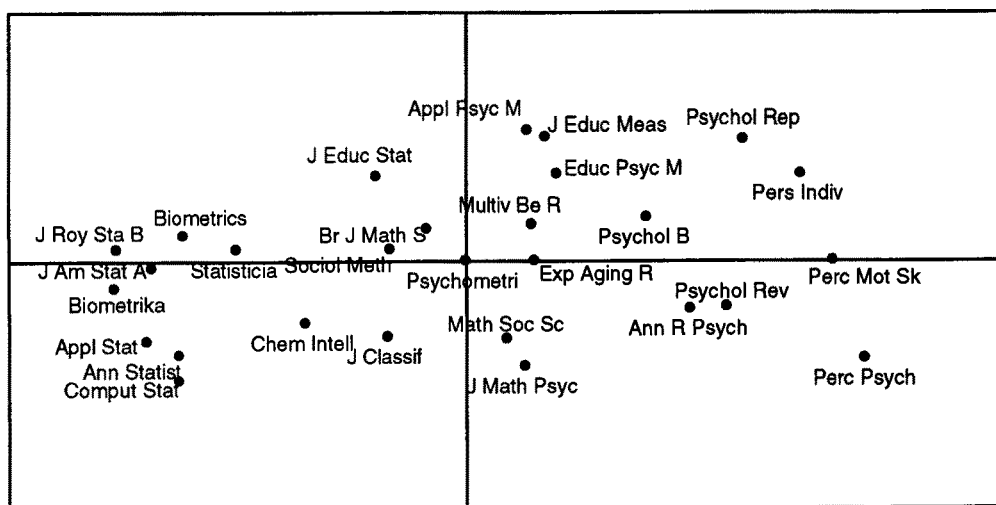 Appl Psyc M
J Educ Meas
Psychol Rep
J Educ Stat
Educ Psyc M
Pers Indiv
Multiv Be R
Biometrics
J Roy Sta B
Br J Math S
Psychol B
J Am Stat A
Statisticia
Sociol Meth
Psychometri
Exp Aging R
Perc Mot Sk
Biometrika
Psychol Rev
Math Soc Sc
Ann R Psych
Appl Stat
Chem Intell
J Classif
Ann Statist
Perc Psych
Comput Stat
J Math Psyc